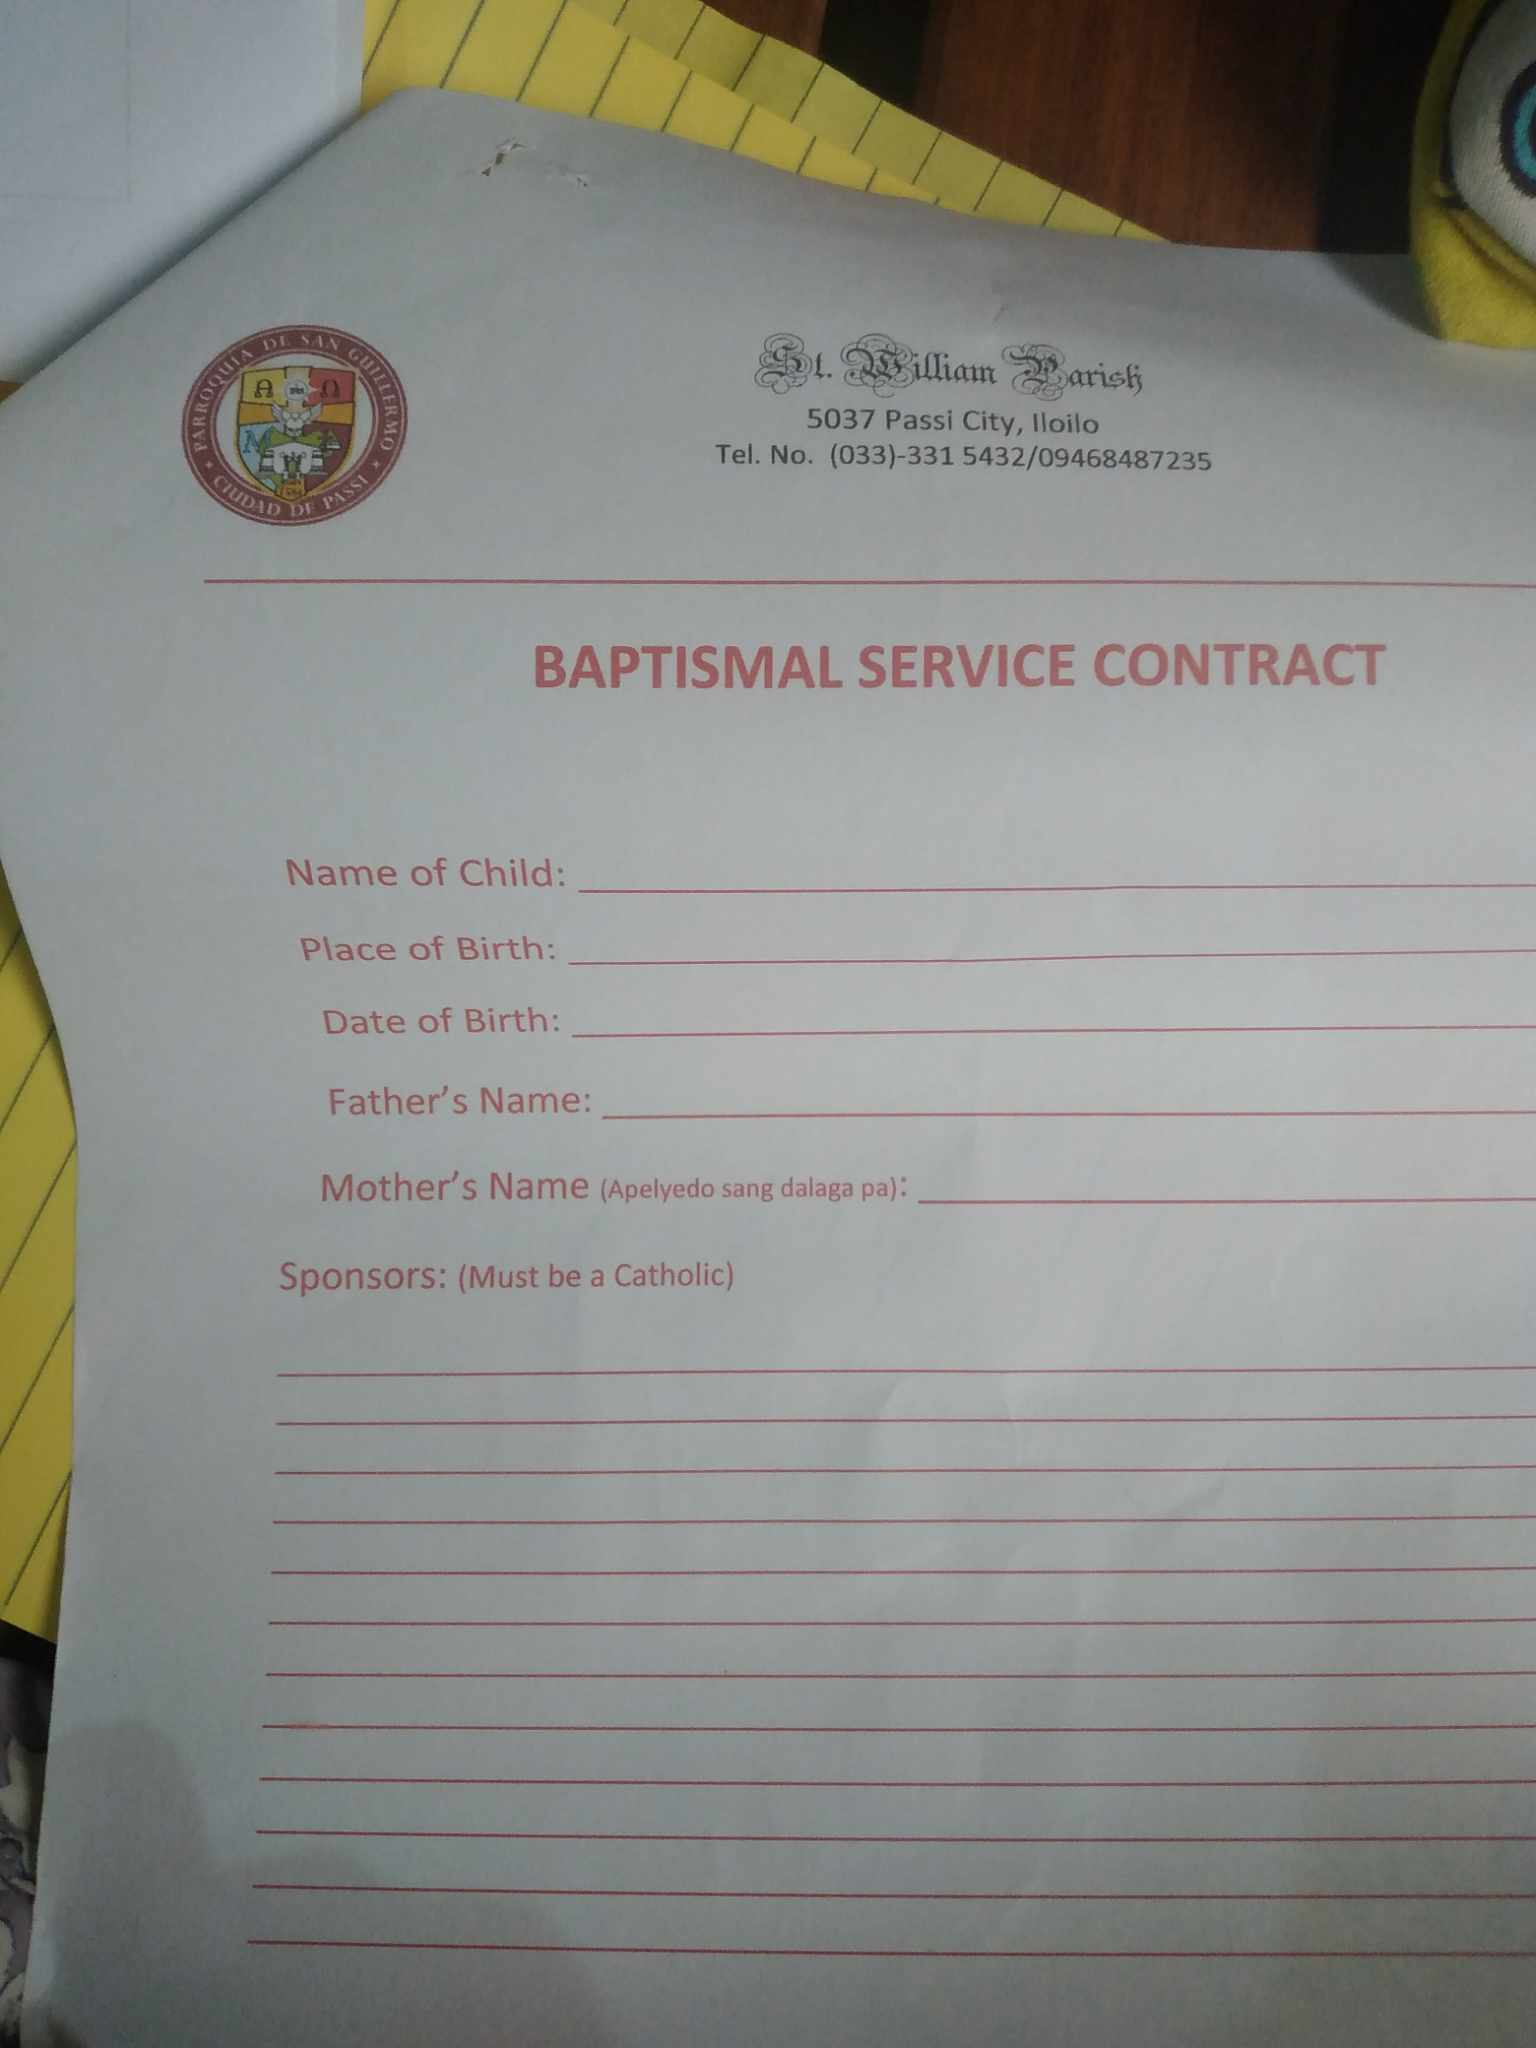 PARROQUIA DE SAN GUILLERMO
CIUDAD DE PASSI
St. William Parish
5037 Passi City, Iloilo
Tel. No. (033)-331 5432/09468487235
BAPTISMAL SERVICE CONTRACT
Name of Child:
Place of Birth:
Date of Birth:
Father's Name:
Mother's Name (Apelyedo sang dalaga pa):
Sponsors: (Must be a Catholic)